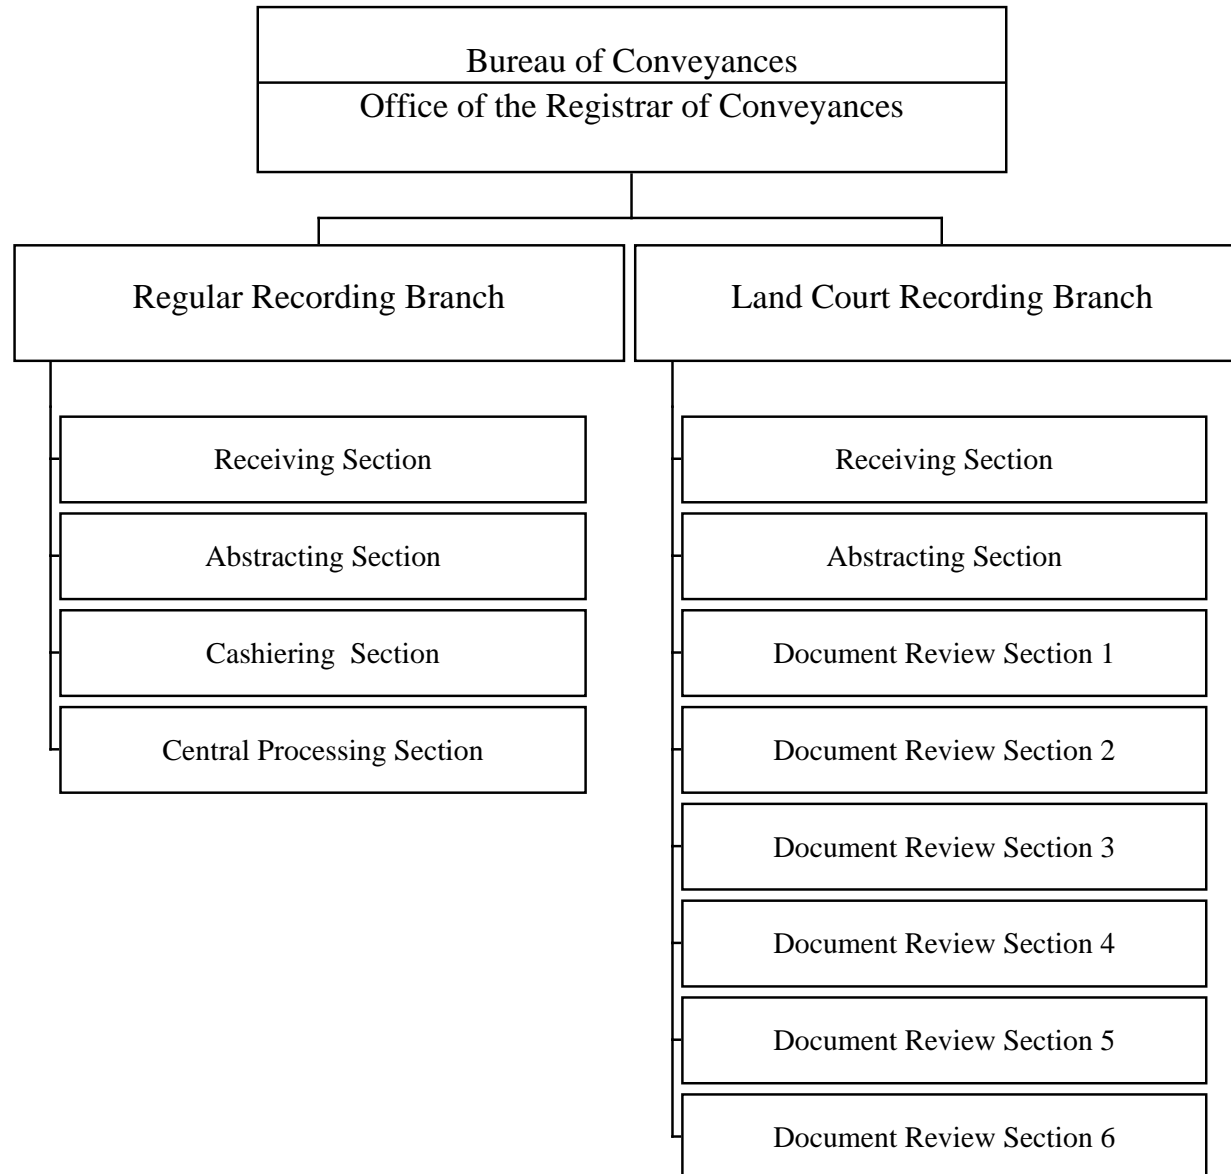 Bureau of Conveyances
Office of the Registrar of Conveyances
Regular Recording Branch
Land Court Recording Branch
Receiving Section
Abstracting Section
Cashiering  Section
Central Processing Section
Receiving Section
Abstracting Section
Document Review Section 1
Document Review Section 2
Document Review Section 3
Document Review Section 4
Document Review Section 5
Document Review Section 6